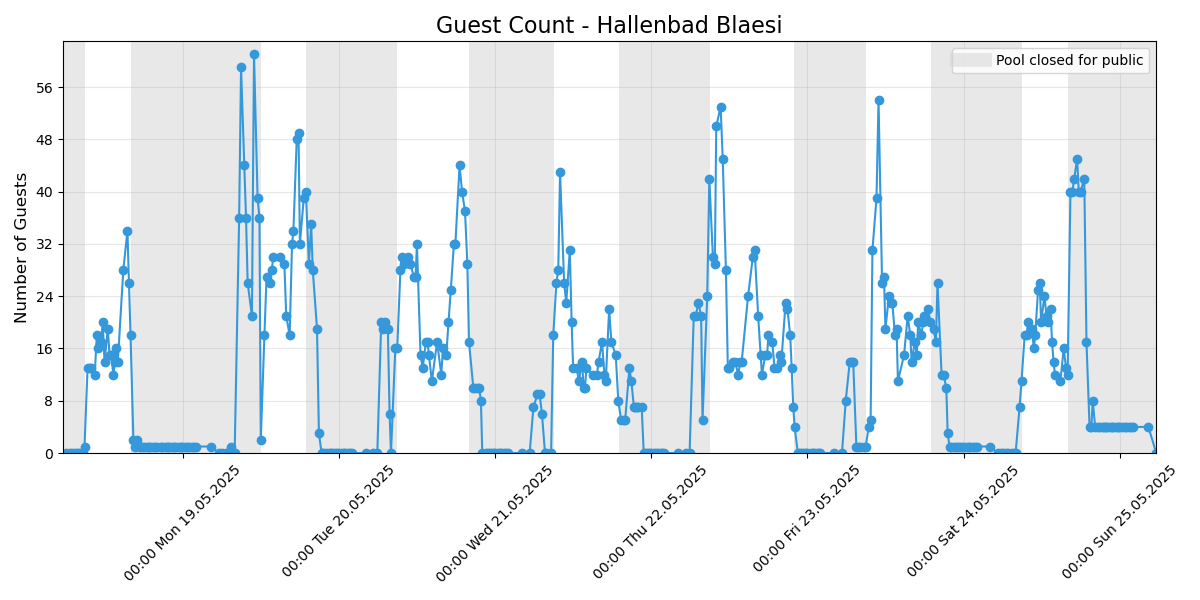 Guest Count - Hallenbad Blaesi
Pool closed for public
Number of Guests
56
48
40
32
24
16
8
0
00:00 Mon 19.05.2025
00:00 Tue 20.05.2025
00:00 Wed 21.05.2025
00:00 Thu 22.05.2025
00:00 Fri 23.05.2025
00:00 Sat 24.05.2025
00:00 Sun 25.05.2025